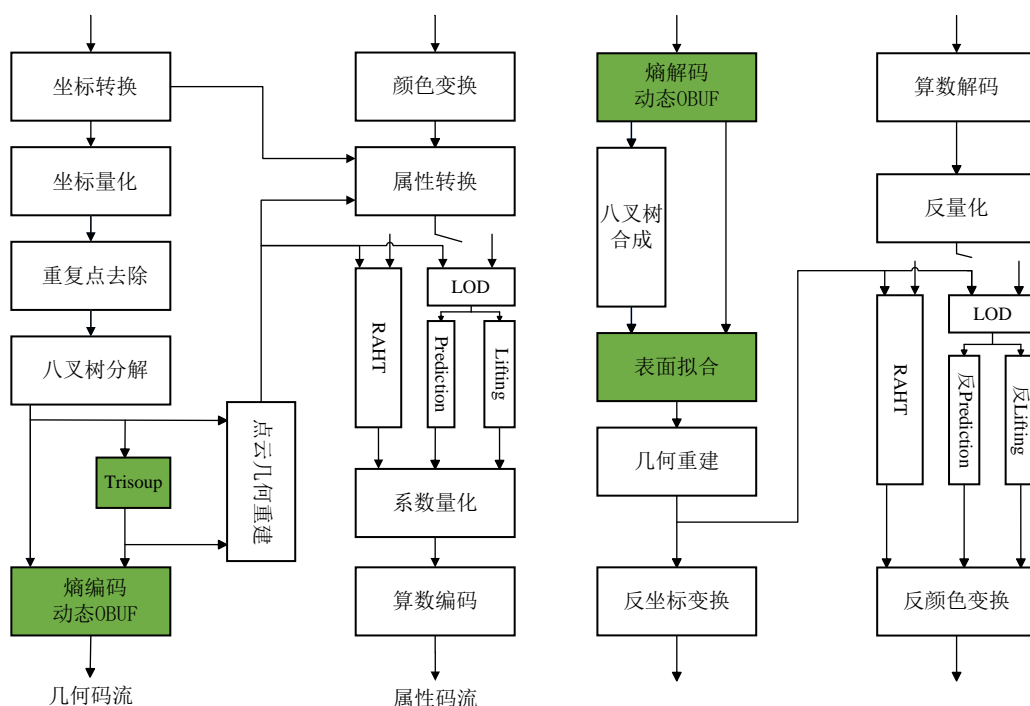 坐标转换
坐标量化
重复点去除
八叉树分解
Trisoup
熵编码
动态OBUF
几何码流
点云几何重建
颜色变换
属性转换
RAHT
LOD
Prediction
Lifting
系数量化
算数编码
属性码流
熵解码
动态OBUF
八叉树
合成
表面拟合
几何重建
反坐标变换
算数解码
反量化
RAHT
LOD
反Prediction
反Lifting
反颜色变换